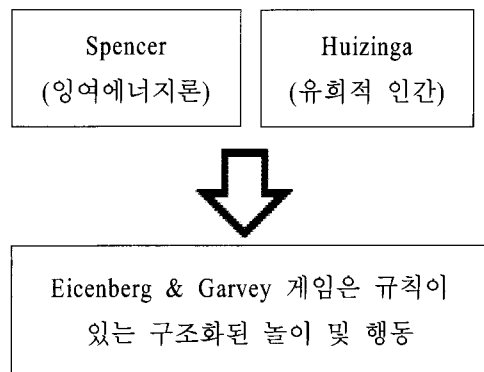 Spencer
(잉여에너지론)
Huizinga
(유희적 인간)
Eicenberg & Garvey 게임은 규칙이
있는 구조화된 놀이 및 행동